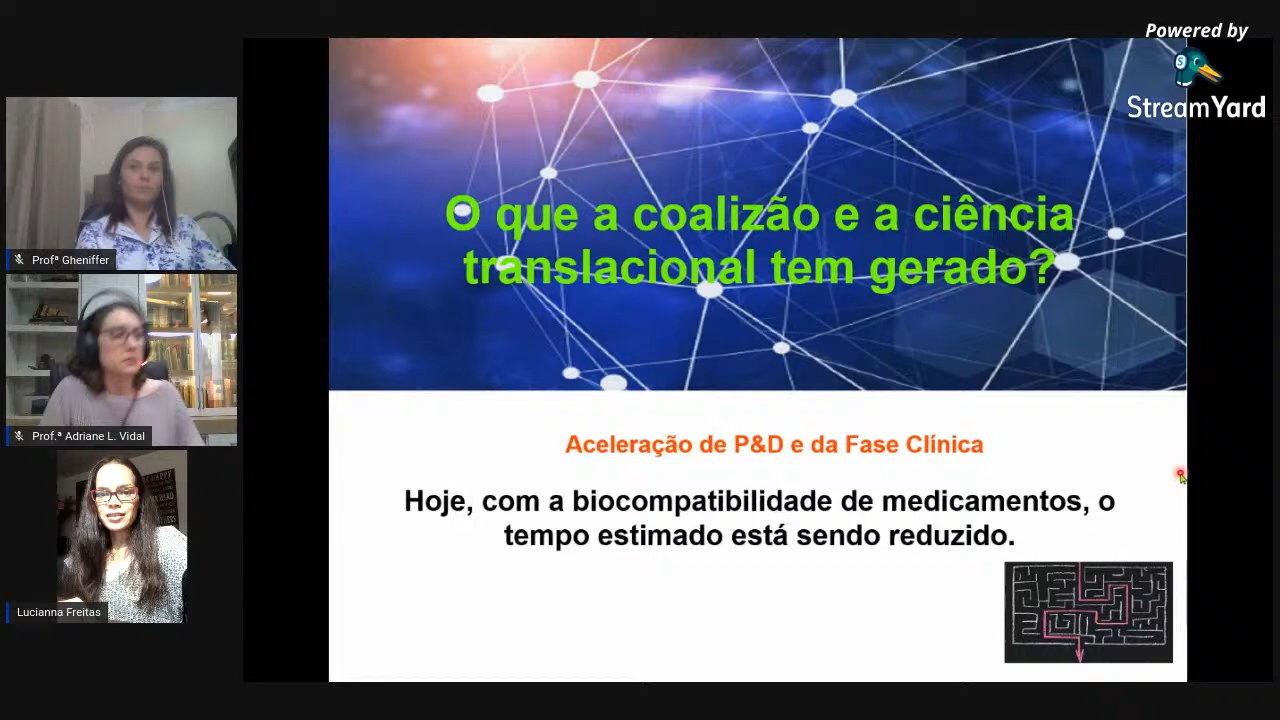 Powered by
StreamYard
Profª Gheniffer
Prof.ª Adriane L. Vidal
Lucianna Freitas
O que a coalizão e a ciência
translacional tem gerado?
Aceleração de P&D e da Fase Clínica
Hoje, com a biocompatibilidade de medicamentos, o
tempo estimado está sendo reduzido.